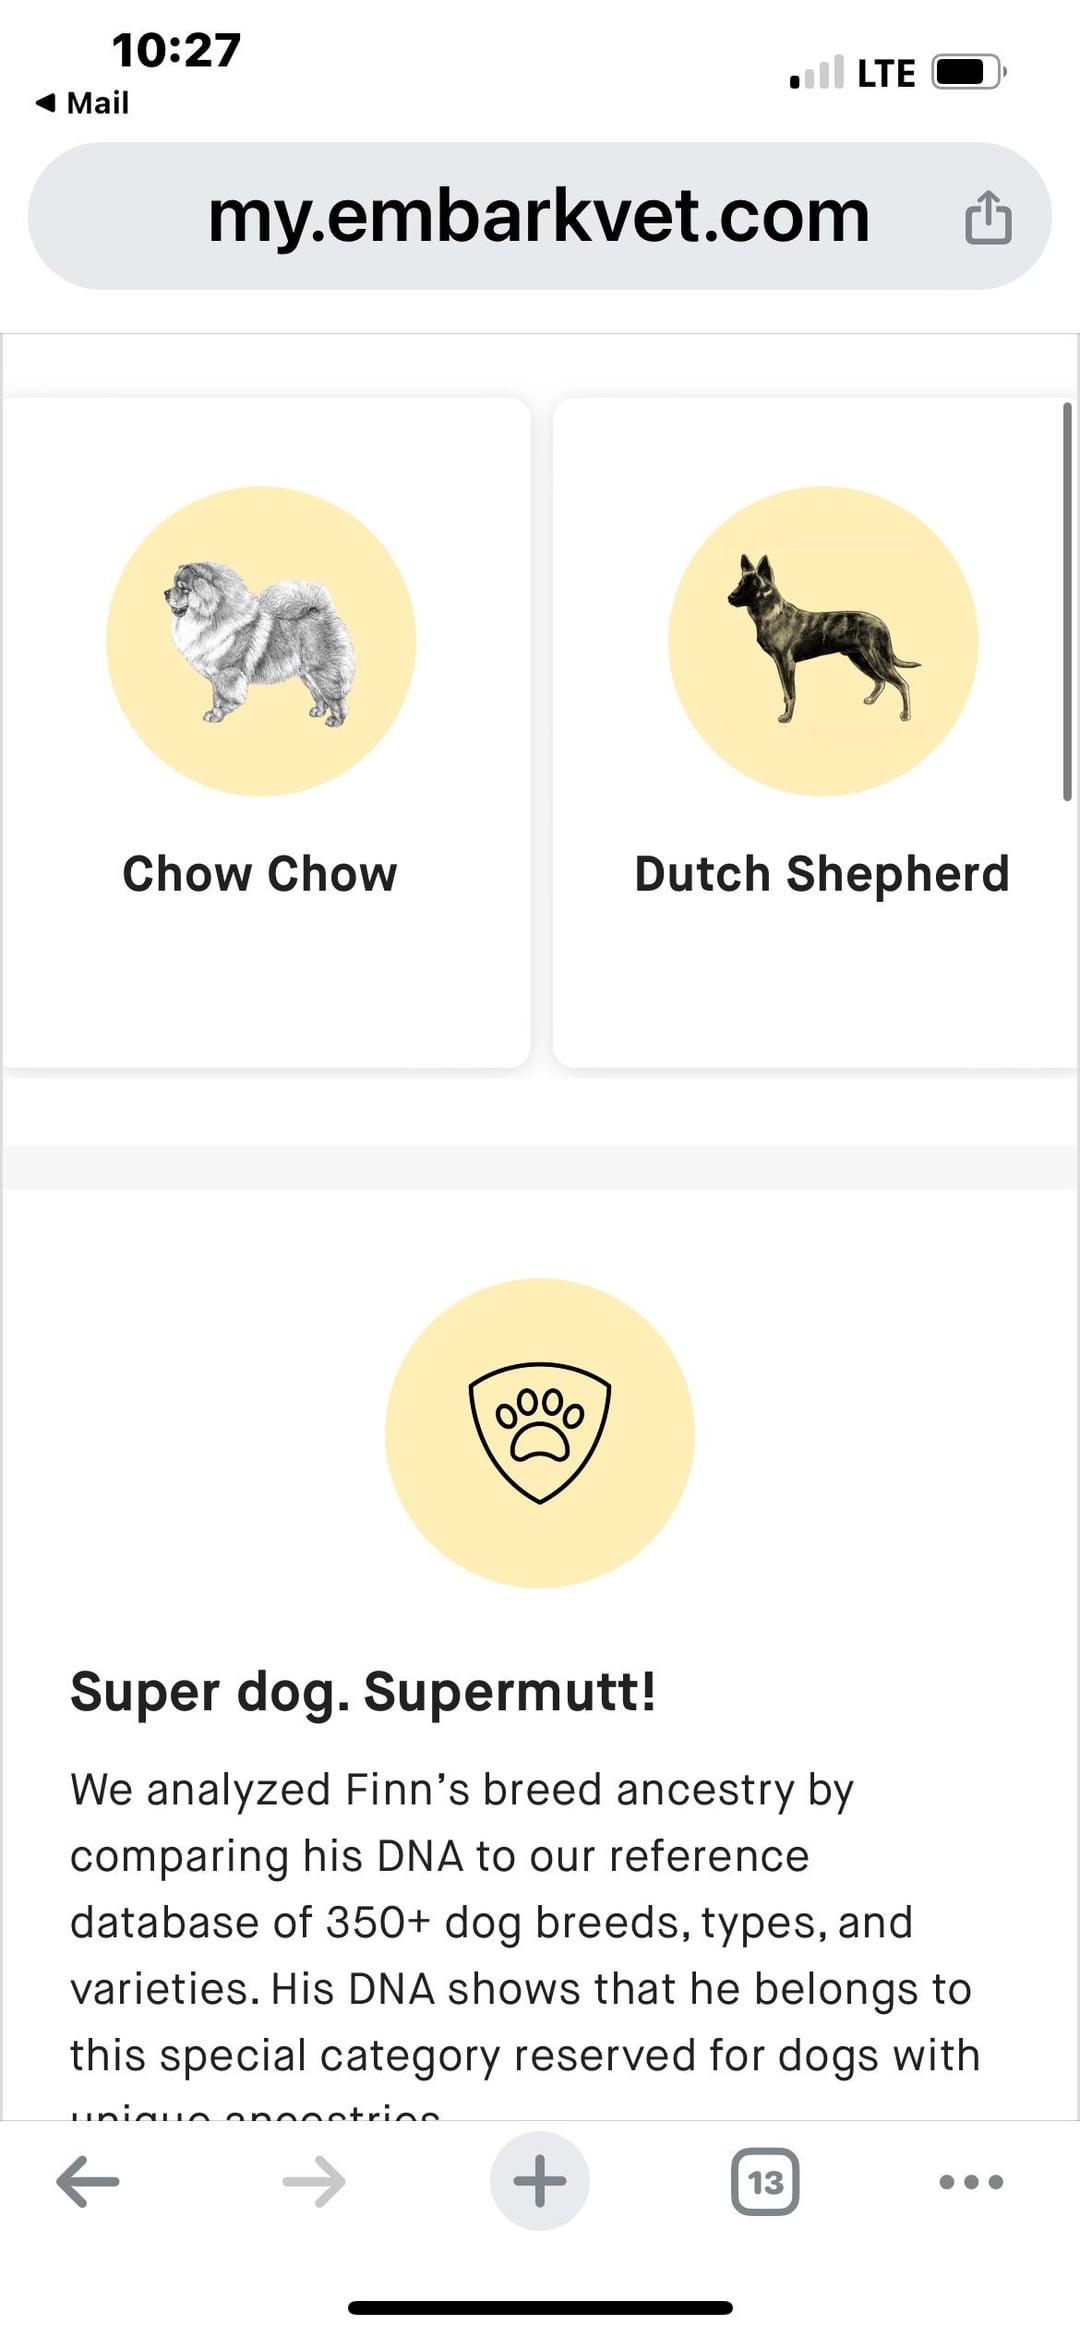 10:27
LTE
Mail
my.embarkvet.com
Chow Chow
Dutch Shepherd
Super dog. Supermutt!
We analyzed Finn’s breed ancestry by
comparing his DNA to our reference
database of 350+ dog breeds, types, and
varieties. His DNA shows that he belongs to
this special category reserved for dogs with
unique ancestries
13